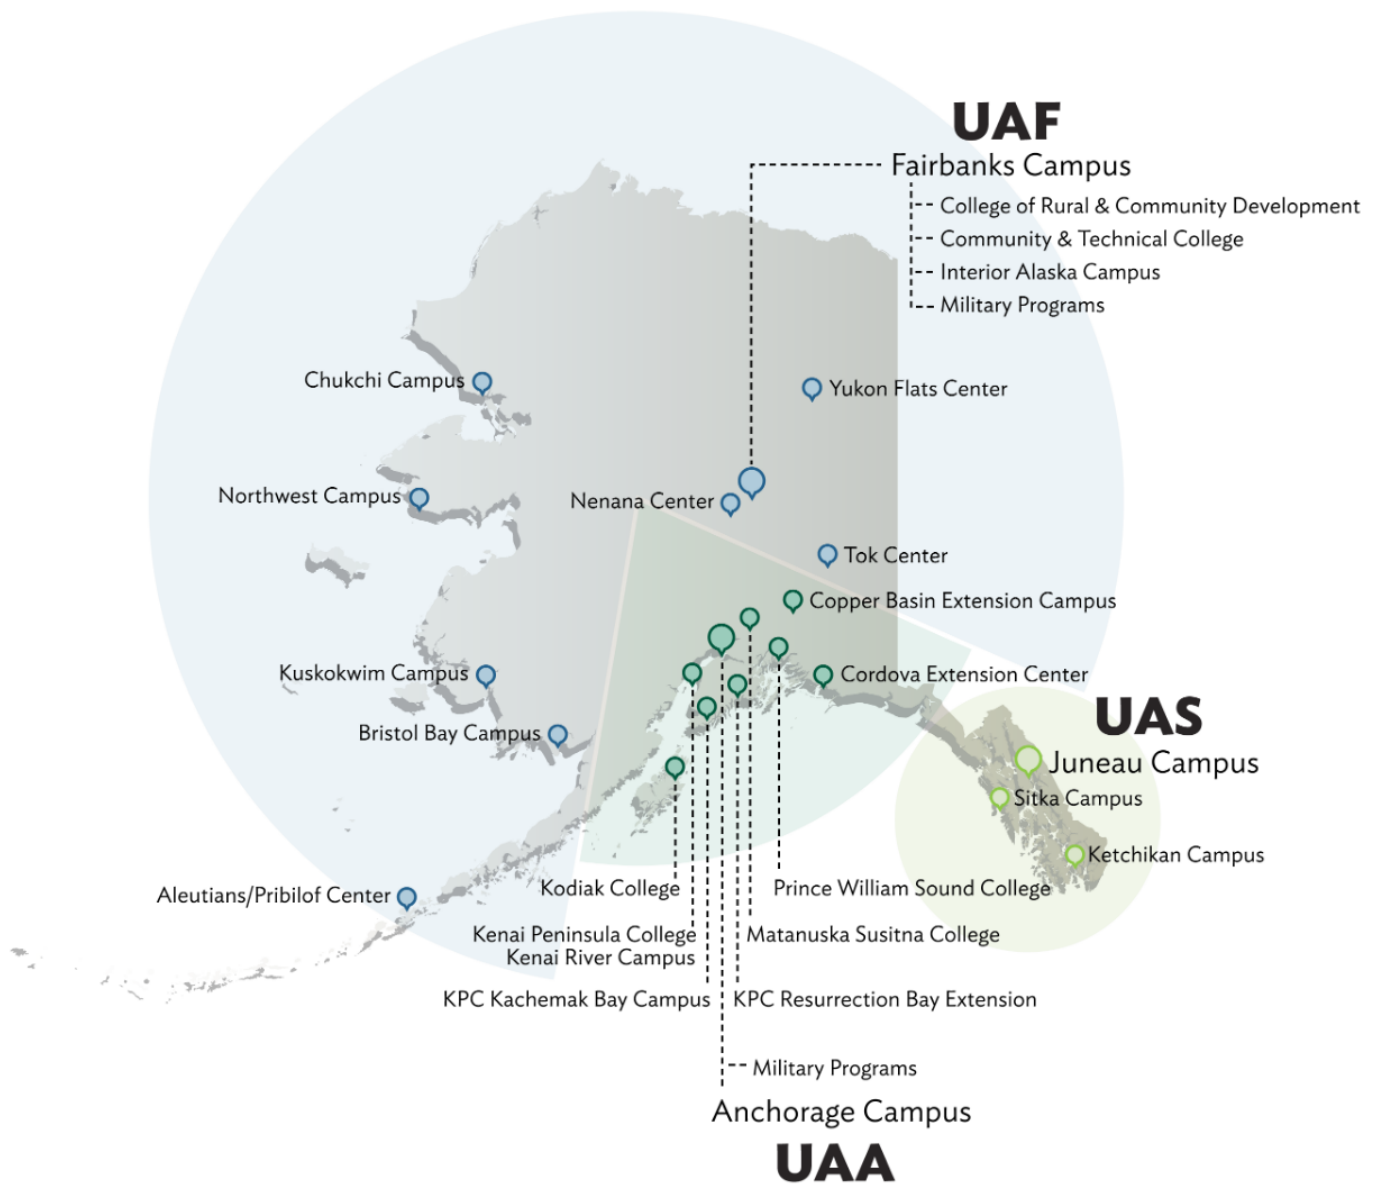 UAF
Fairbanks Campus
College of Rural & Community Development
Community & Technical College
Interior Alaska Campus
Military Programs
Chukchi Campus
Yukon Flats Center
Northwest Campus
Nenana Center
Tok Center
Copper Basin Extension Campus
Kuskokwim Campus
Cordova Extension Center
Bristol Bay Campus
UAS
Juneau Campus
Sitka Campus
Ketchikan Campus
Aleutians/Pribilof Center
Kodiak College
Prince William Sound College
Kenai Peninsula College
Kenai River Campus
Matanuska Susitna College
KPC Kachemak Bay Campus
KPC Resurrection Bay Extension
Military Programs
Anchorage Campus
UAA